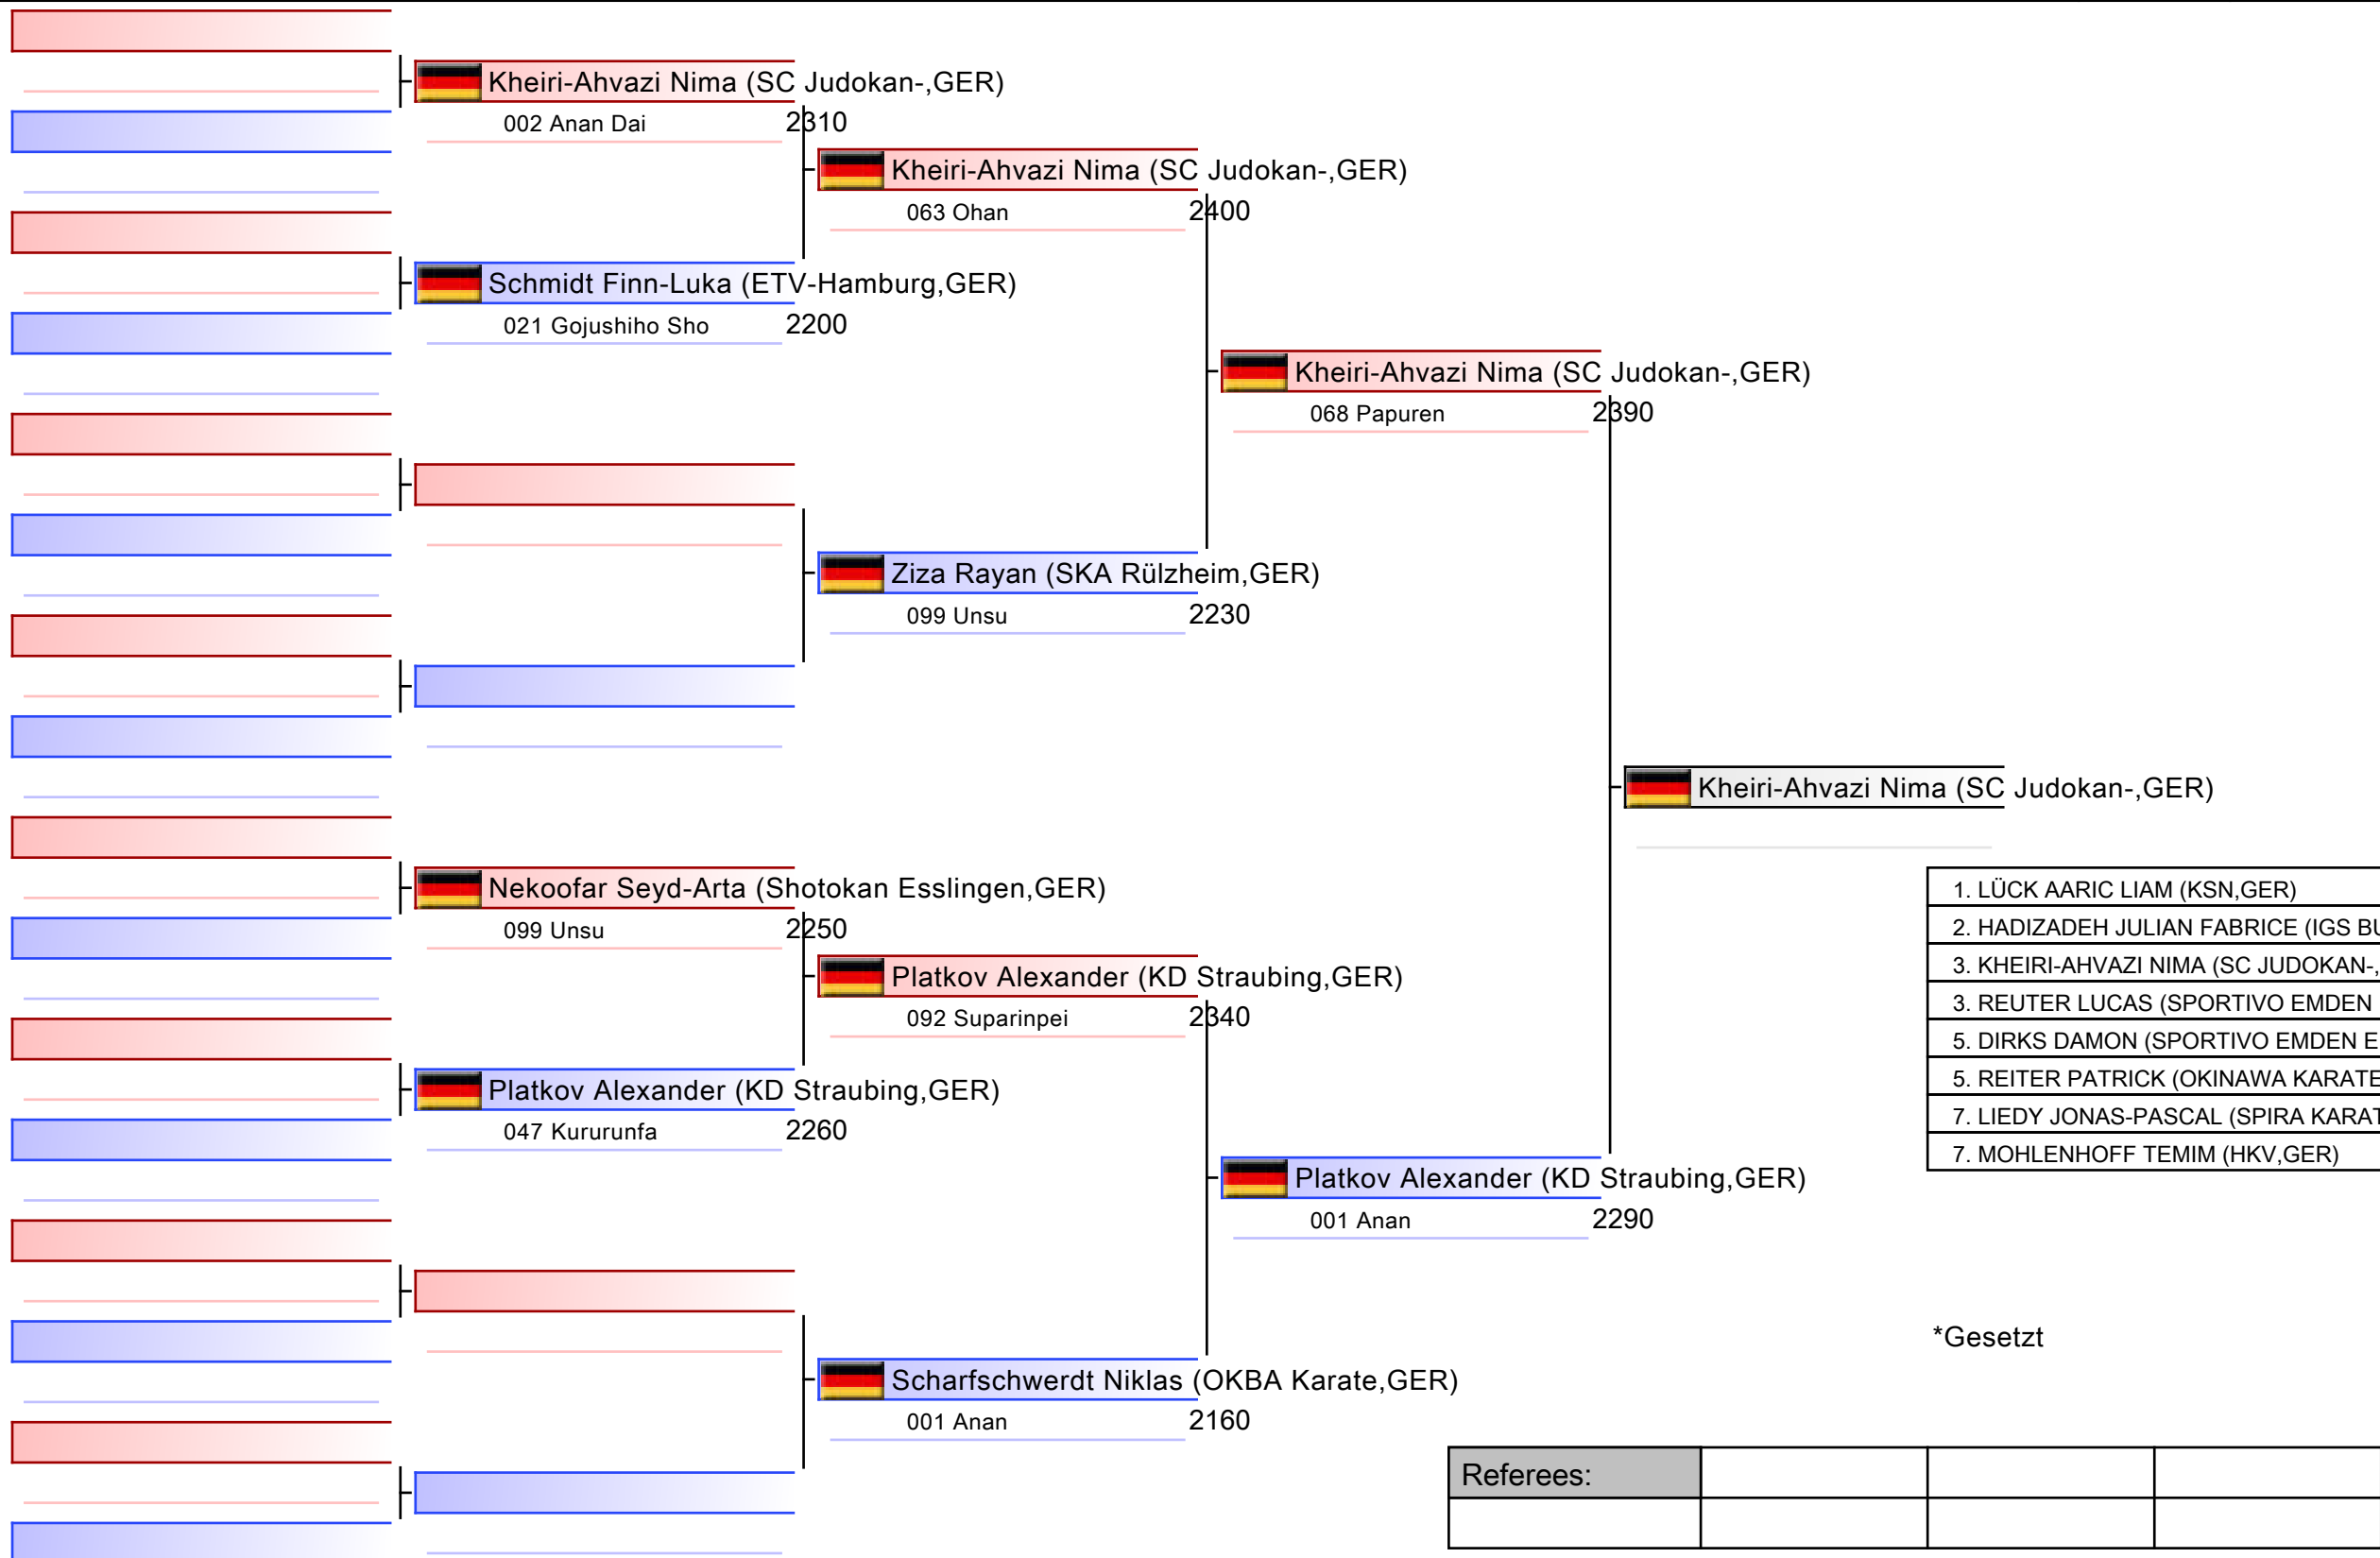 Kheiri-Ahvazi Nima (SC Judokan-,GER)
002 Anan Dai 2310
Kheiri-Ahvazi Nima (SC Judokan-,GER)
063 Ohan 2400
Schmidt Finn-Luka (ETV-Hamburg,GER)
021 Gojushiho Sho 2200
Kheiri-Ahvazi Nima (SC Judokan-,GER)
068 Papuren 2390
Ziza Rayan (SKA Rülzheim,GER)
099 Unsu 2230
Kheiri-Ahvazi Nima (SC Judokan-,GER)
Nekoofar Seyd-Arta (Shotokan Esslingen,GER)
099 Unsu 2250
Platkov Alexander (KD Straubing,GER)
092 Suparinpei 2340
Platkov Alexander (KD Straubing,GER)
047 Kururunfa 2260
Platkov Alexander (KD Straubing,GER)
001 Anan 2290
Scharfschwerdt Niklas (OKBA Karate,GER)
001 Anan 2160
1. LÜCK AARIC LIAM (KSN,GER)
2. HADIZADEH JULIAN FABRICE (IGS BU
3. KHEIRI-AHVAZI NIMA (SC JUDOKAN-,
3. REUTER LUCAS (SPORTIVO EMDEN
5. DIRKS DAMON (SPORTIVO EMDEN E
5. REITER PATRICK (OKINAWA KARATE
7. LIEDY JONAS-PASCAL (SPIRA KARAT
7. MOHLENHOFF TEMIM (HKV,GER)
*Gesetzt
Referees: